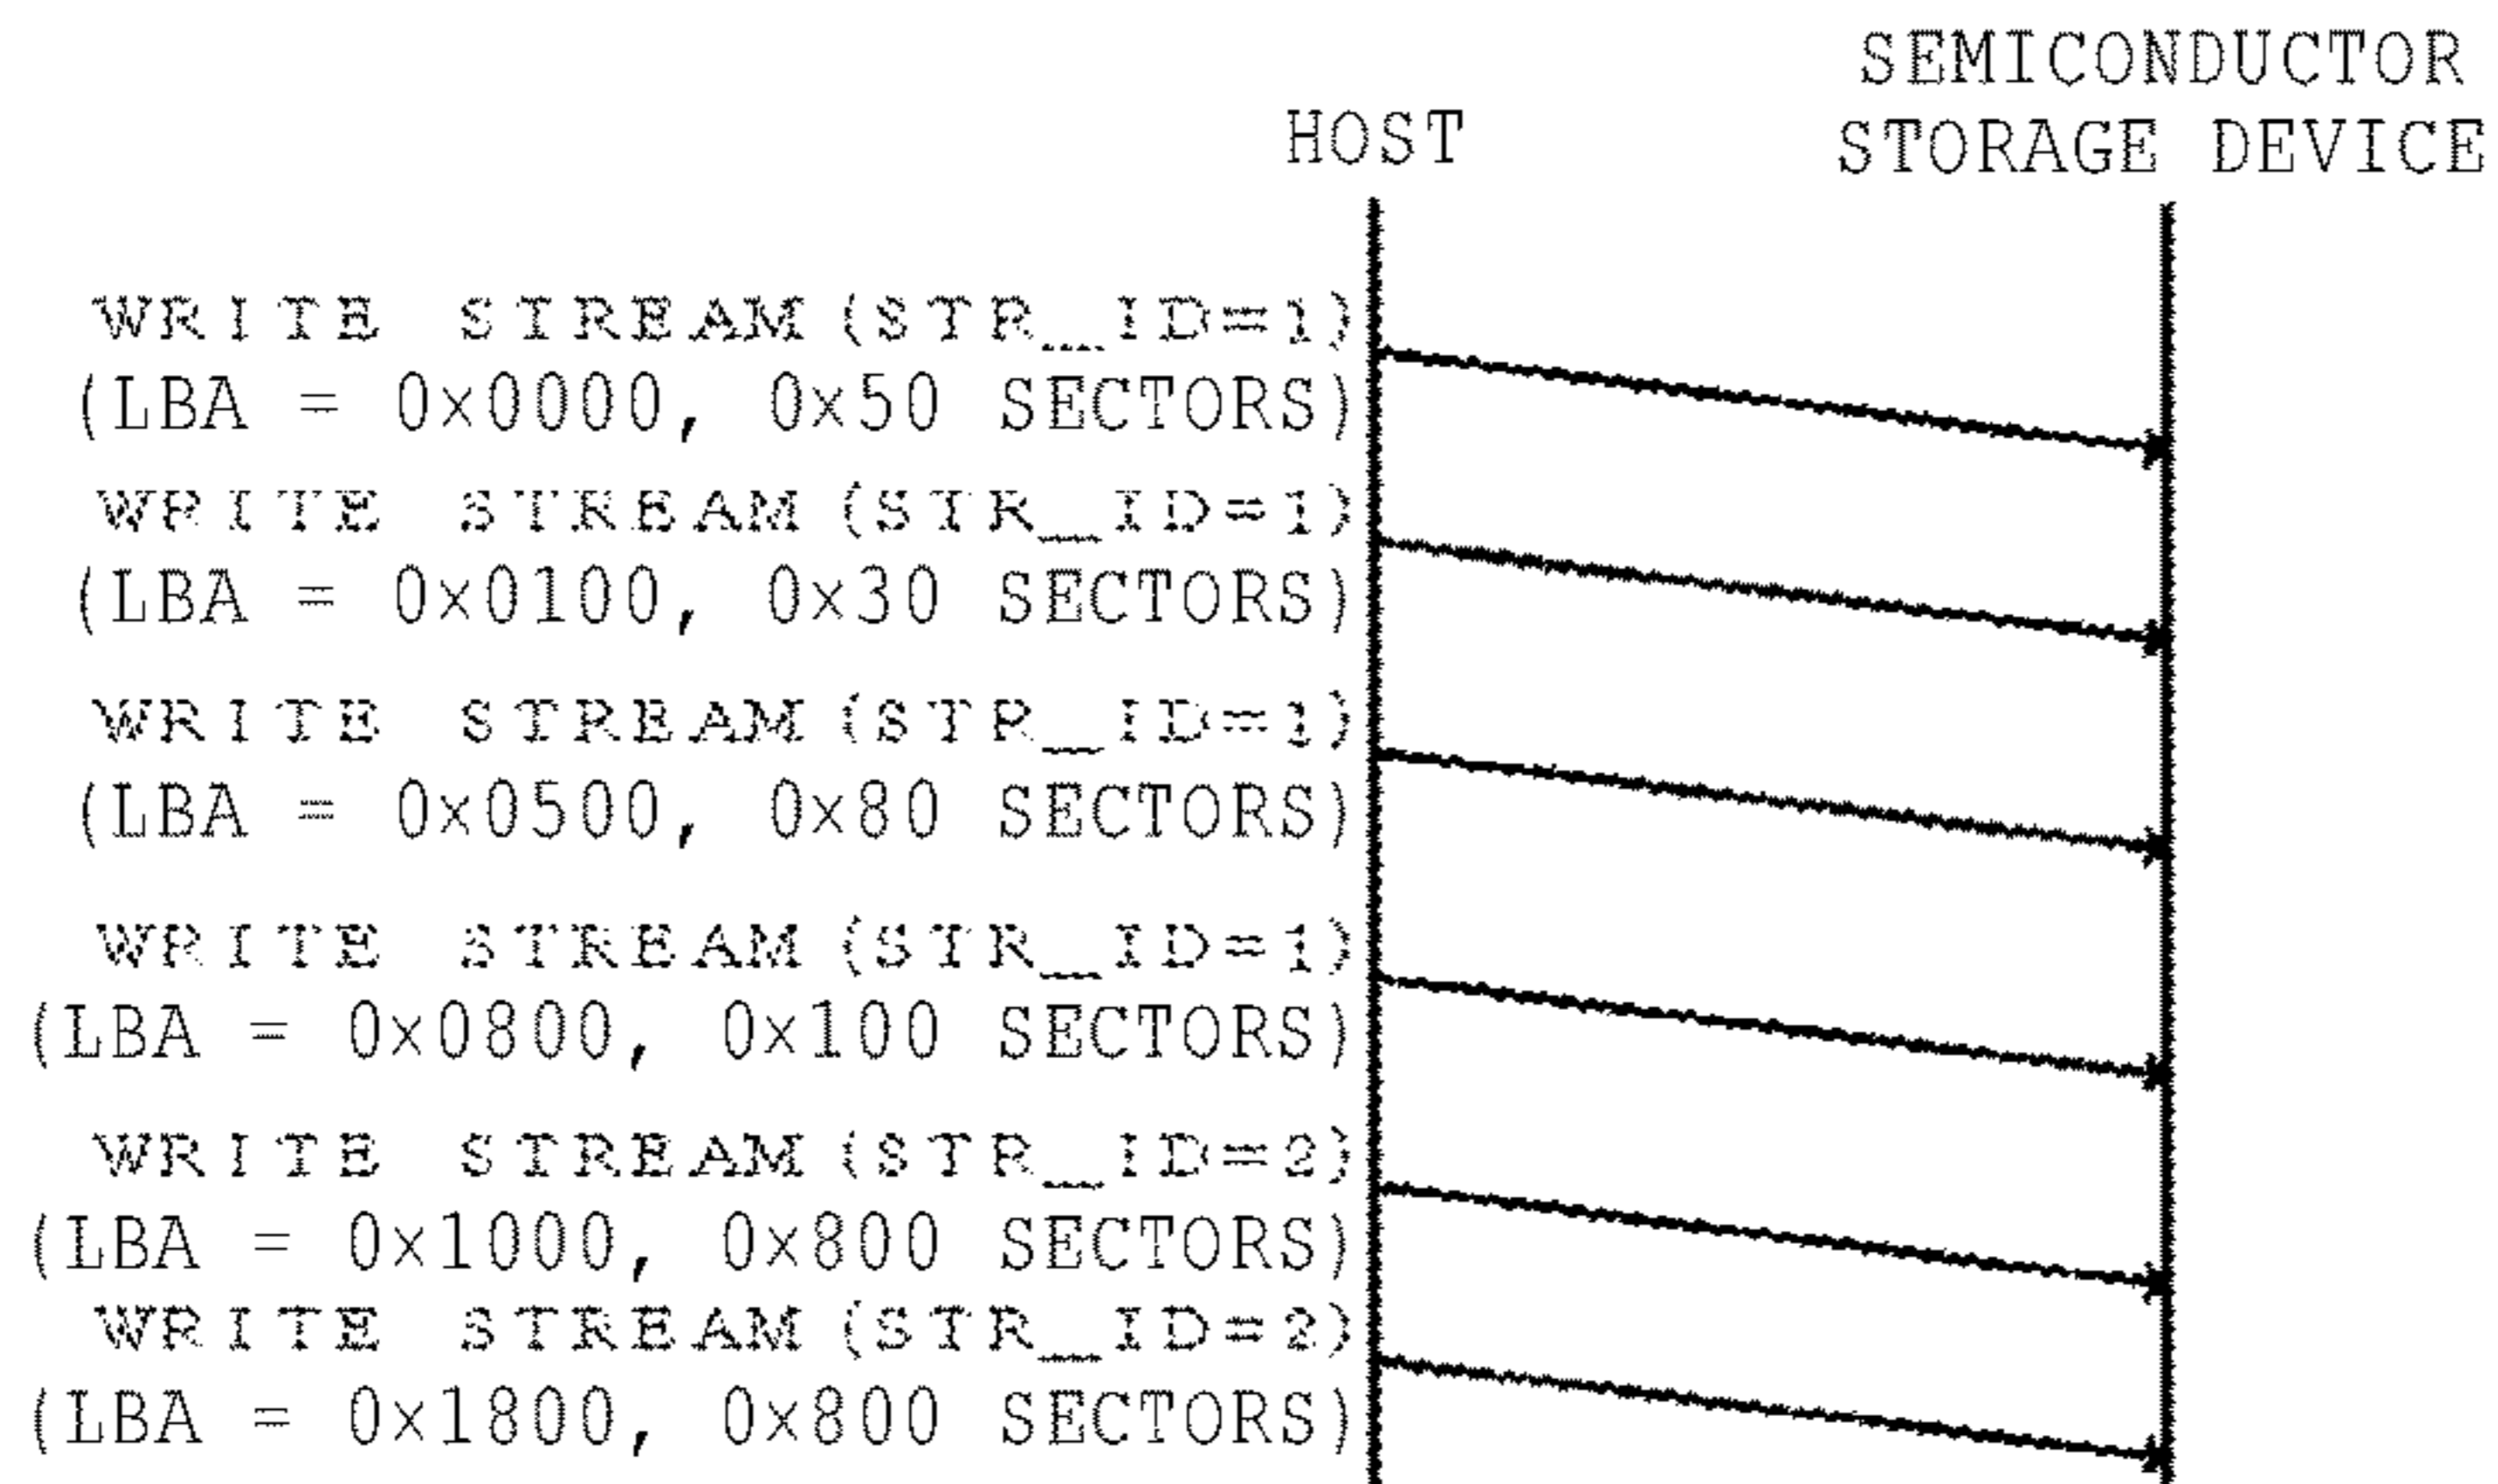 SEMICONDUCTOR
HOST
STORAGE DEVICE
WRITE STREAM(STR_ID=1)
(LBA = 0×0000, 0×50 SECTORS)
WRITE STREAM(STR_ID=1)
(LBA = 0×0100, 0×30 SECTORS)
WRITE STREAM(STR_ID=1)
(LBA = 0×0500, 0×80 SECTORS)
WRITE STREAM(STR_ID=1)
(LBA = 0×0800, 0×100 SECTORS)
WRITE STREAM(STR_ID=2)
(LBA = 0×1000, 0×800 SECTORS)
WRITE STREAM(STR_ID=2)
(LBA = 0×1800, 0×800 SECTORS)